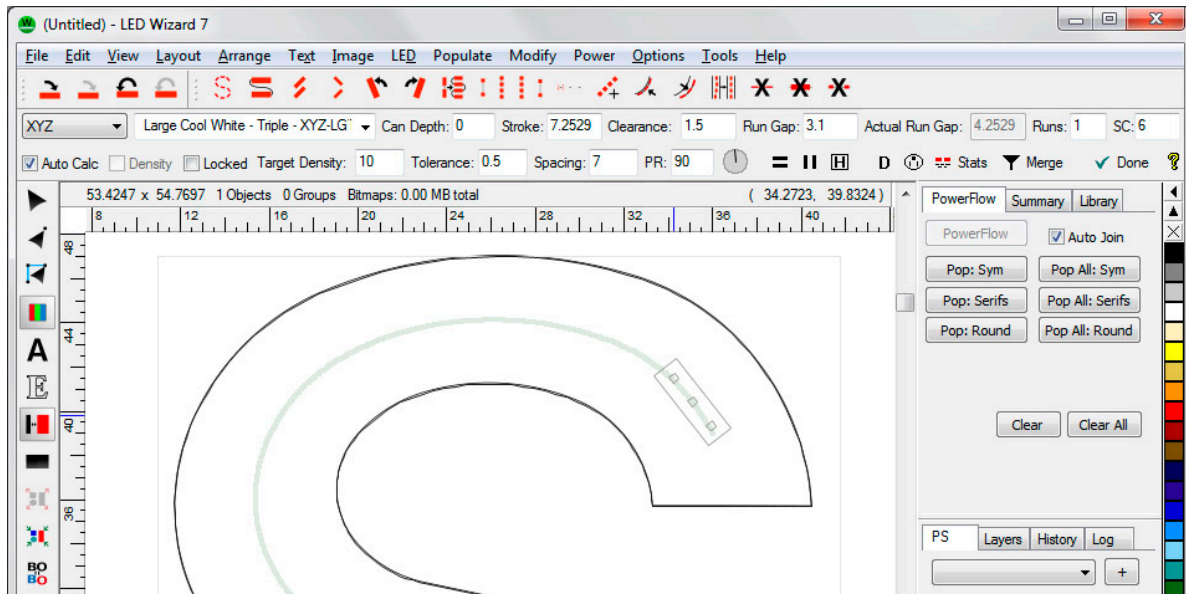 (Untitled) - LED Wizard 7
File Edit View Layout Arrange Text Image LED Populate Modify Power Options Tools Help
XYZ Large Cool White - Triple - XYZ-LG Can Depth: 0 Stroke: 7.2529 Clearance: 1.5 Run Gap: 3.1 Actual Run Gap: 4.2529 Runs: 1 SC: 6
Auto Calc Density Locked Target Density: 10 Tolerance: 0.5 Spacing: 7 PR: 90 H D Stats Merge Done
53.4247 x 54.7697 1 Objects 0 Groups Bitmaps: 0.00 MB total ( 34.2723, 39.8324 )
8 12 16 20 24 28 32 36 40
48
44
40
36
A
E
BO
BO
PowerFlow Summary Library
PowerFlow Auto Join
Pop: Sym Pop All: Sym
Pop: Serifs Pop All: Serifs
Pop: Round Pop All: Round
Clear Clear All
PS Layers History Log
+